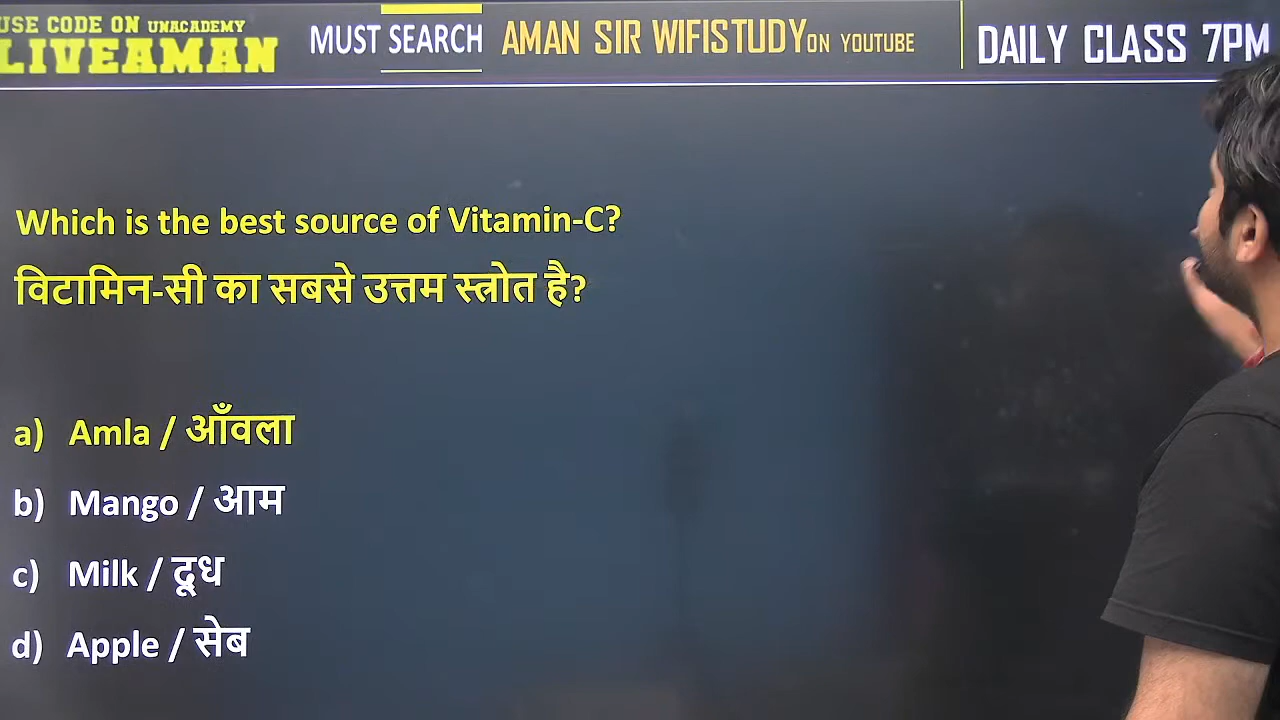 USE CODE ON UNACADEMY
LIVEAMAN
MUST SEARCH
AMAN SIR WIFISTUDY ON YOUTUBE
DAILY CLASS 7PM
Which is the best source of Vitamin-C?
विटामिन-सी का सबसे उत्तम स्त्रोत है?
a) Amla / आँवला
b) Mango / आम
c) Milk / दूध
d) Apple / सेब